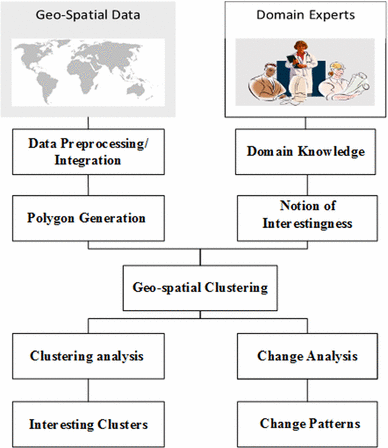 Geo-Spatial Data
Domain Experts
Data Preprocessing/
Integration
Domain Knowledge
Polygon Generation
Notion of
Interestingness
Geo-spatial Clustering
Clustering analysis
Change Analysis
Interesting Clusters
Change Patterns